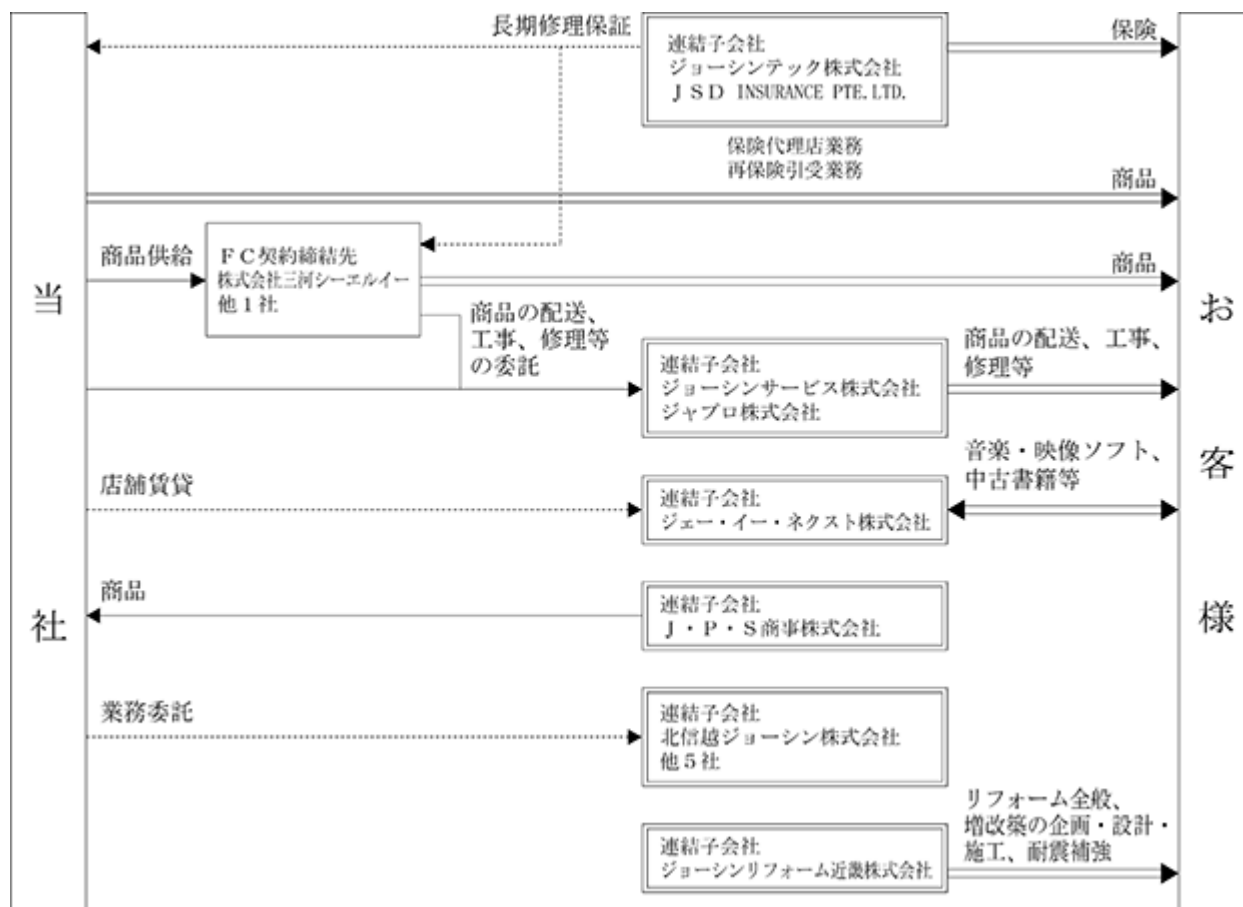 長期修理保証
連結子会社
ジョーシンテック株式会社
ＪＳＤ INSURANCE PTE.LTD.
保険
保険代理店業務
再保険引受業務
商品
商品供給
ＦＣ契約締結先
株式会社三河シーエルイー
他１社
商品
当
社
お
客
様
商品の配送、
工事、修理等
の委託
連結子会社
ジョーシンサービス株式会社
ジャプロ株式会社
商品の配送、工事、
修理等
店舗賃貸
連結子会社
ジェー・イー・ネクスト株式会社
音楽・映像ソフト、
中古書籍等
商品
連結子会社
Ｊ・Ｐ・Ｓ商事株式会社
業務委託
連結子会社
北信越ジョーシン株式会社
他５社
連結子会社
ジョーシンリフォーム近畿株式会社
リフォーム全般、
増改築の企画・設計・
施工、耐震補強